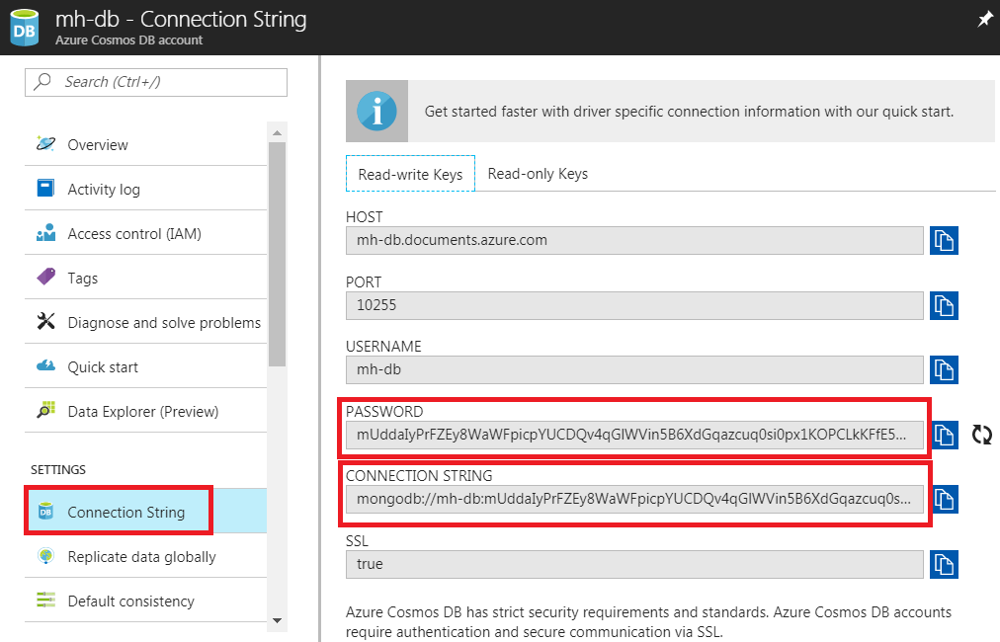 DB
mh-db - Connection String
Azure Cosmos DB account
Search (Ctrl+/)
Overview
Activity log
Access control (IAM)
Tags
Diagnose and solve problems
Quick start
Data Explorer (Preview)
SETTINGS
DB
Connection String
Replicate data globally
Default consistency
i
Get started faster with driver specific connection information with our quick start.
Read-write Keys Read-only Keys
HOST
mh-db.documents.azure.com
PORT
10255
USERNAME
mh-db
PASSWORD
mUddaIyPrFZEy8WaWFpicpYUCDQv4qGlWVin5B6XdGqazcuq0si0px1KOPCLkKFfE5...
CONNECTION STRING
mongodb://mh-db:mUddaIyPrFZEy8WaWFpicpYUCDQv4qGlWVin5B6XdGqazcuq0s...
SSL
true
Azure Cosmos DB has strict security requirements and standards. Azure Cosmos DB accounts
require authentication and secure communication via SSL.